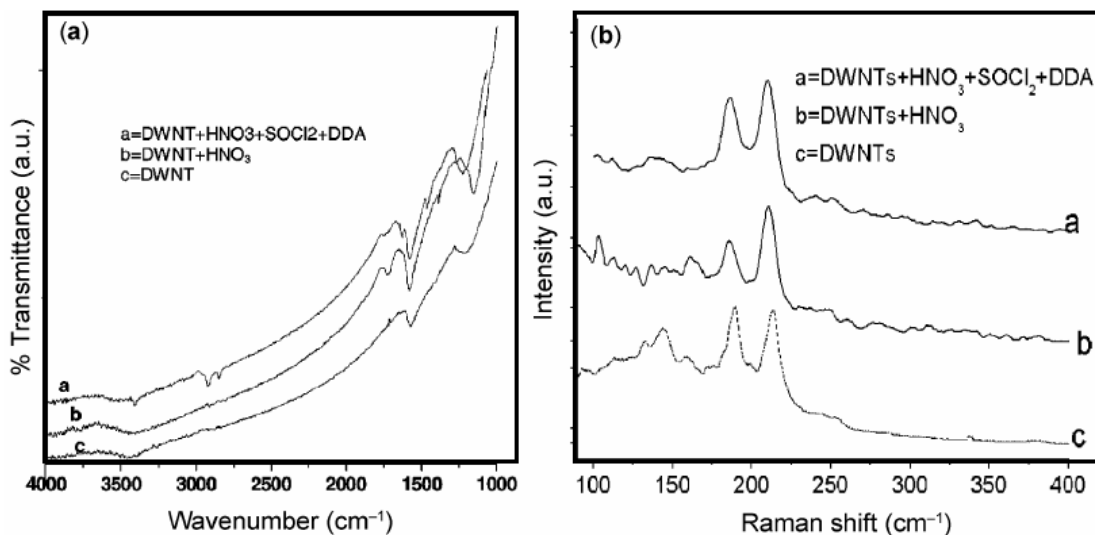 (a)
a=DWNT+HNO3+SOCl2+DDA
b=DWNT+HNO₃
c=DWNT
% Transmittance (a.u.)
a
b
c
4000 3500 3000 2500 2000 1500 1000
Wavenumber (cm⁻¹)
(b)
a=DWNTs+HNO₃+SOCl₂+DDA
b=DWNTs+HNO₃
c=DWNTs
Intensity (a.u.)
a
b
c
100 150 200 250 300 350 400
Raman shift (cm⁻¹)